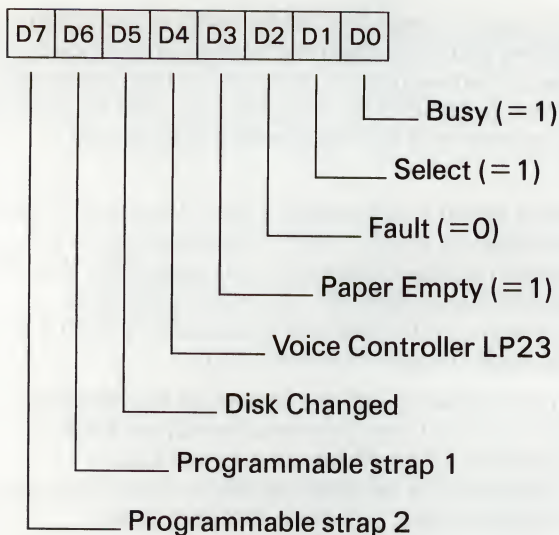 D7 D6 D5 D4 D3 D2 D1 D0
Busy (=1)
Select (=1)
Fault (=0)
Paper Empty (=1)
Voice Controller LP23
Disk Changed
Programmable strap 1
Programmable strap 2